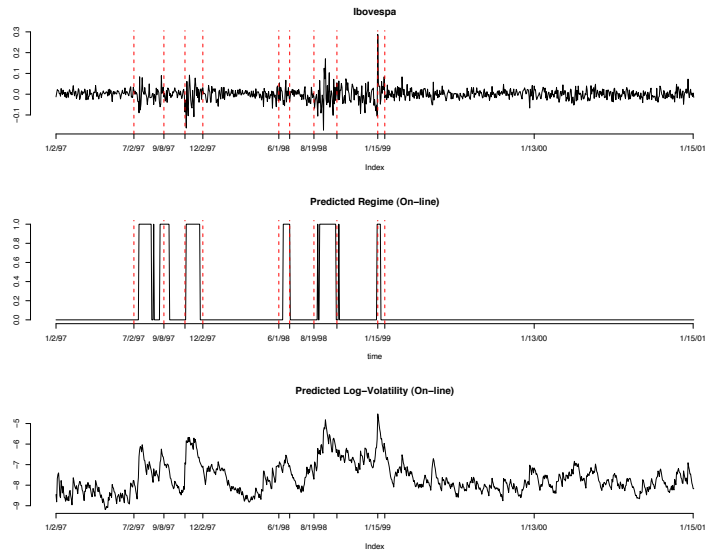 Ibovespa
0.3
0.2
0.1
0.0
−0.1
1/2/97 7/2/97 9/8/97 12/2/97 6/1/98 8/19/98 1/15/99 1/13/00 1/15/01
Index
Predicted Regime (On−line)
1.0
0.8
0.6
0.4
0.2
0.0
1/2/97 7/2/97 9/8/97 12/2/97 6/1/98 8/19/98 1/15/99 1/13/00 1/15/01
time
Predicted Log−Volatility (On−line)
−5
−6
−7
−8
−9
1/2/97 7/2/97 9/8/97 12/2/97 6/1/98 8/19/98 1/15/99 1/13/00 1/15/01
Index